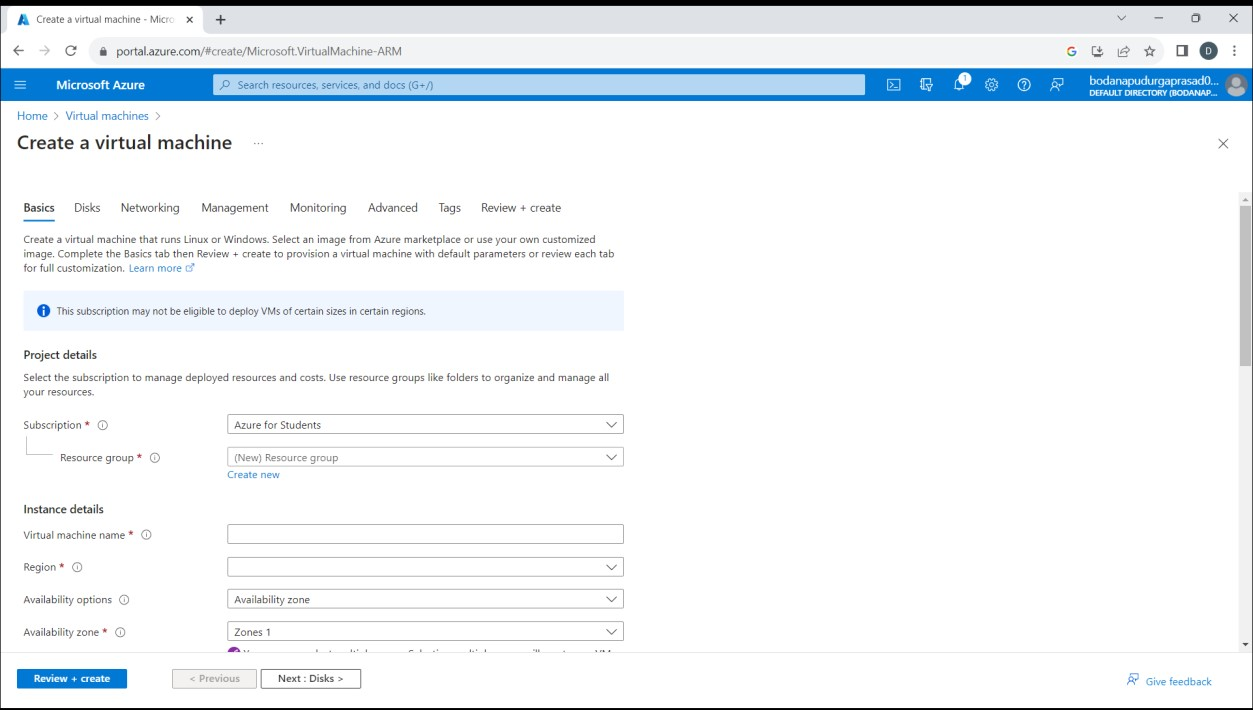 Create a virtual machine - Micro
portal.azure.com/#create/Microsoft.VirtualMachine-ARM
D
Microsoft Azure
Search resources, services, and docs (G+/)
1
bodanapudurgaprasad0...
DEFAULT DIRECTORY (BODANAP...
Home > Virtual machines >
Create a virtual machine ...
Basics Disks Networking Management Monitoring Advanced Tags Review + create
Create a virtual machine that runs Linux or Windows. Select an image from Azure marketplace or use your own customized
image. Complete the Basics tab then Review + create to provision a virtual machine with default parameters or review each tab
for full customization. Learn more
This subscription may not be eligible to deploy VMs of certain sizes in certain regions.
Project details
Select the subscription to manage deployed resources and costs. Use resource groups like folders to organize and manage all
your resources.
Subscription * Azure for Students
Resource group * (New) Resource group
Create new
Instance details
Virtual machine name *
Region *
Availability options Availability zone
Availability zone * Zones 1
Review + create < Previous Next : Disks > Give feedback